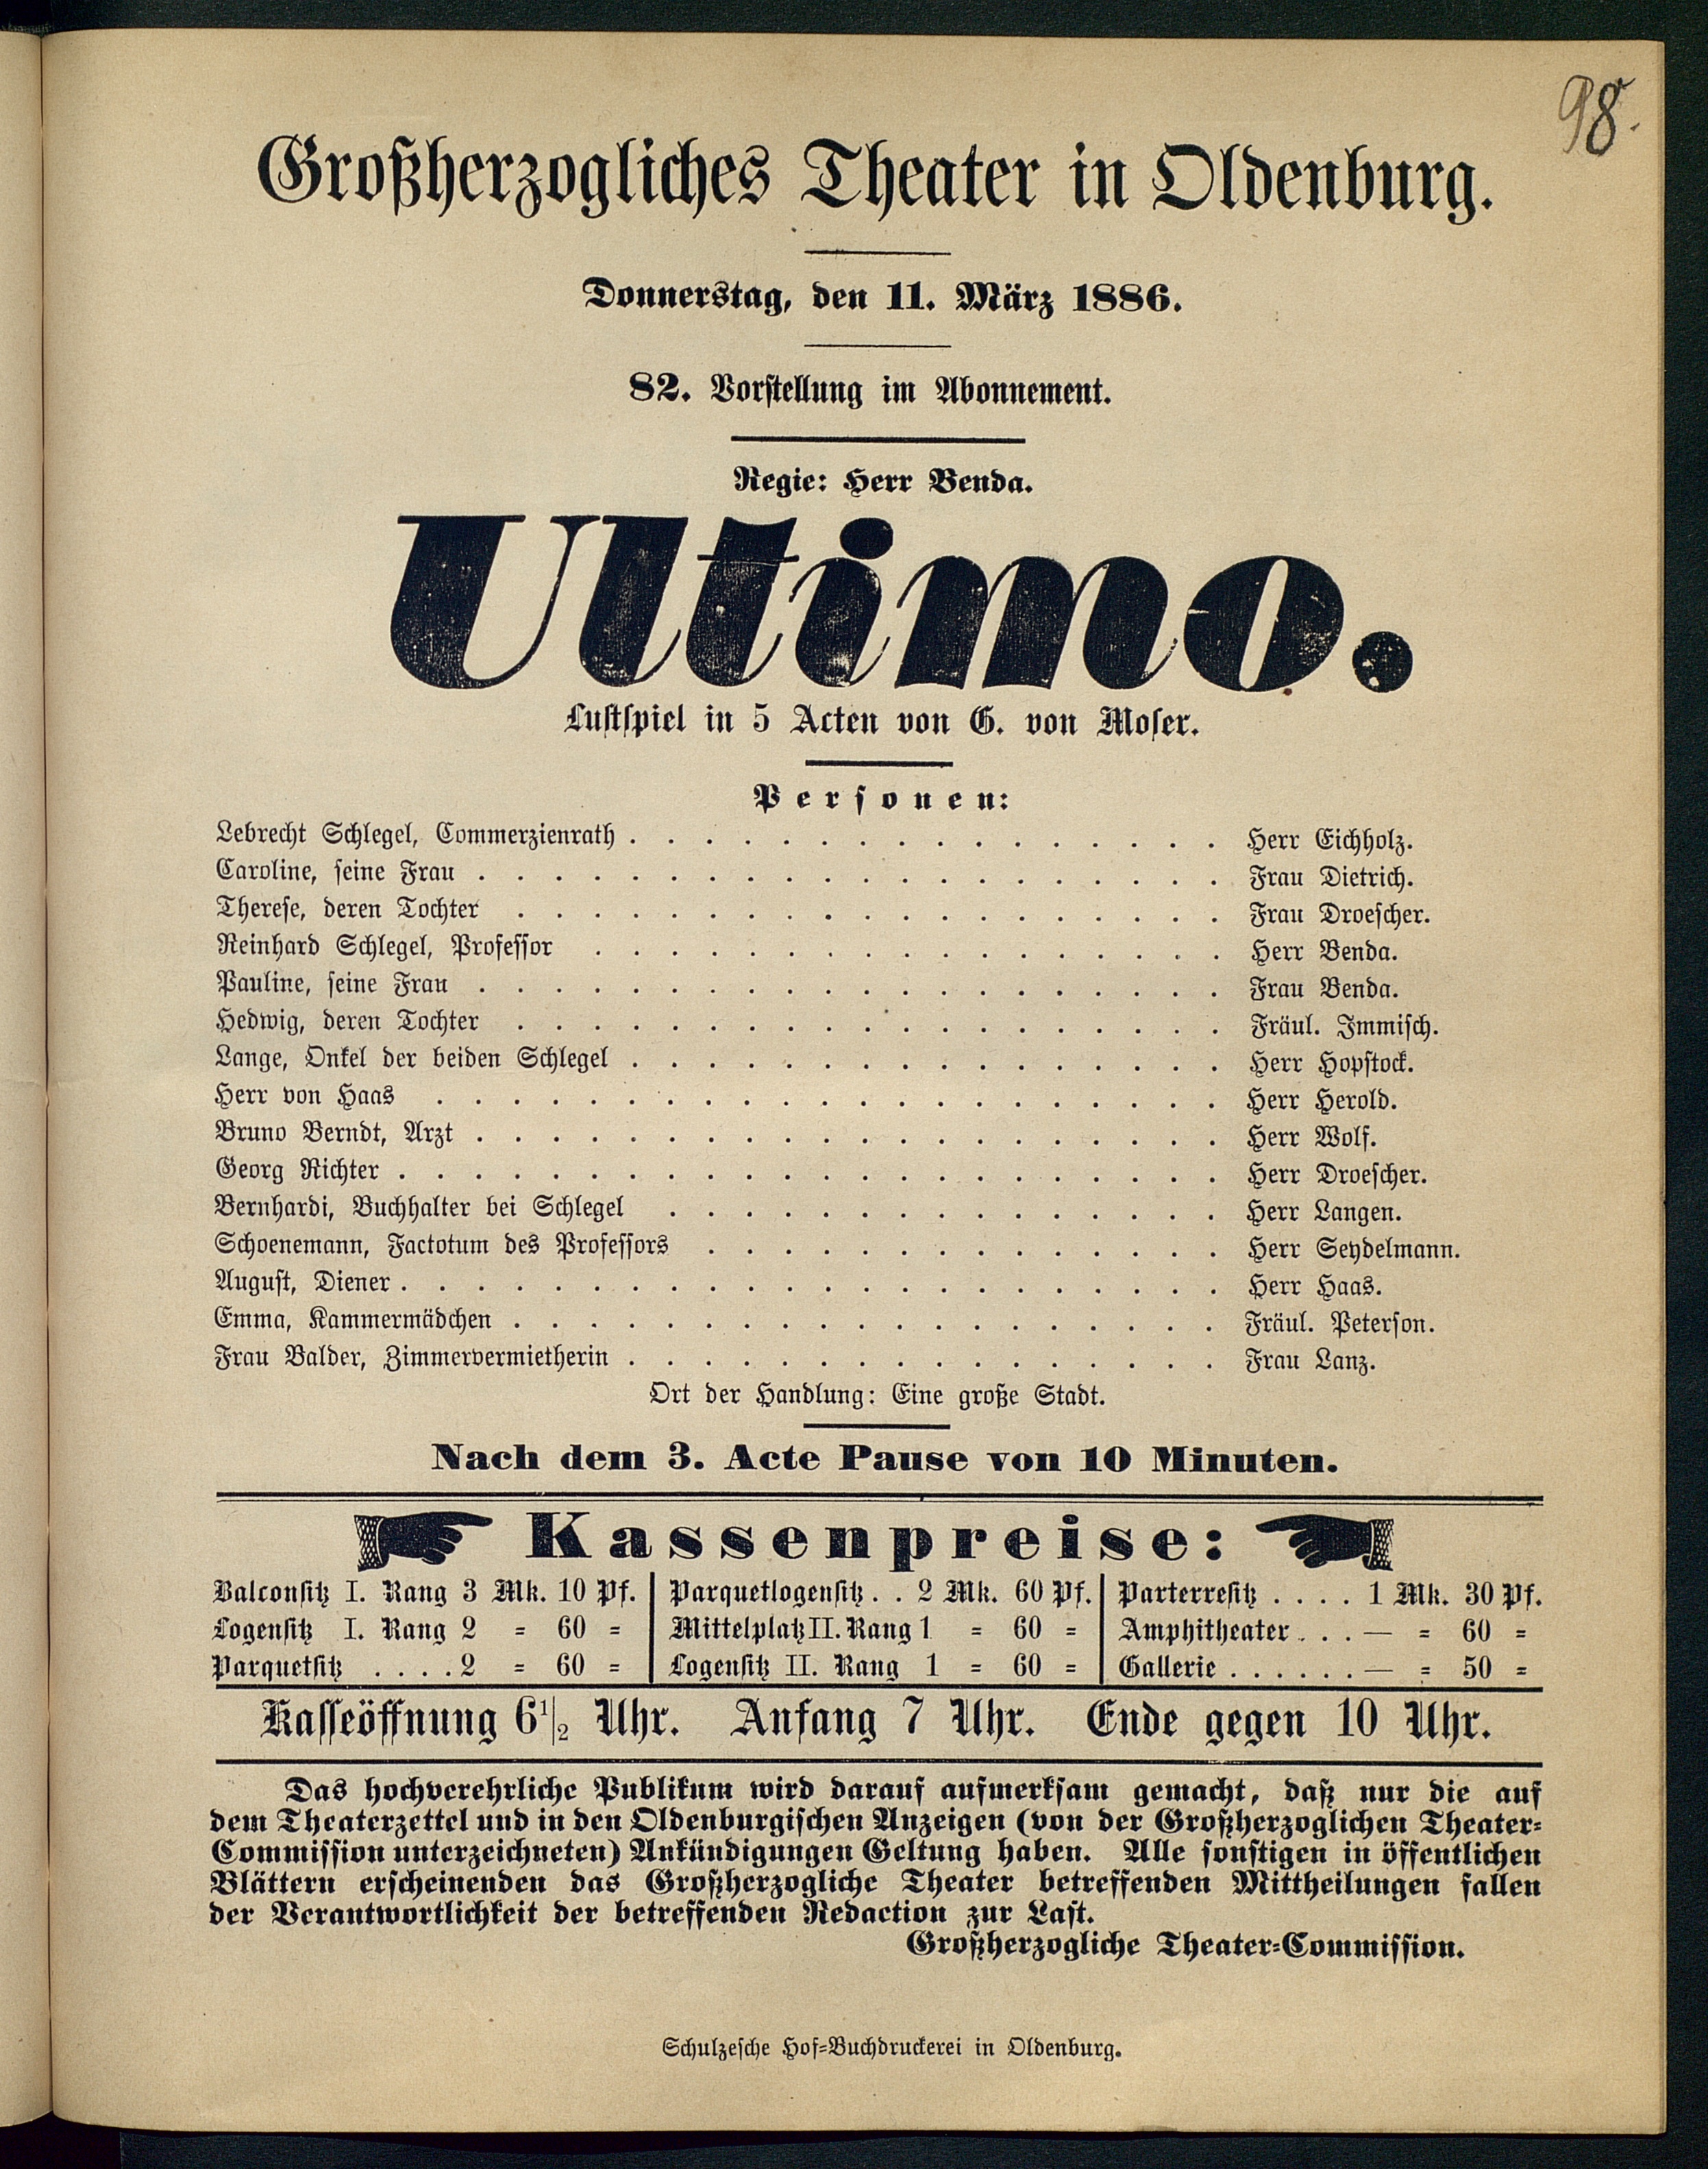 98.
Großherzogliches Theater in Oldenburg.
Donnerstag, den 11. März 1886.
82. Vorstellung im Abonnement.
Regie: Herr Benda.
Ultimo.
Lustspiel in 5 Acten von G. von Moser.
Personen:
Lebrecht Schlegel, Commerzienrath . . . . . . . . . . . . . . . . Herr Eichholz.
Caroline, seine Frau . . . . . . . . . . . . . . . . . . . . Frau Dietrich.
Therese, deren Tochter . . . . . . . . . . . . . . . . . . . Frau Droescher.
Reinhard Schlegel, Professor . . . . . . . . . . . . . . . . . Herr Benda.
Pauline, seine Frau . . . . . . . . . . . . . . . . . . . . Frau Benda.
Hedwig, deren Tochter . . . . . . . . . . . . . . . . . . . Fräul. Immisch.
Lange, Onkel der beiden Schlegel . . . . . . . . . . . . . . . . Herr Hopstock.
Herr von Haas . . . . . . . . . . . . . . . . . . . . . Herr Herold.
Bruno Berndt, Arzt . . . . . . . . . . . . . . . . . . . . Herr Wolf.
Georg Richter . . . . . . . . . . . . . . . . . . . . . . Herr Droescher.
Bernhardi, Buchhalter bei Schlegel . . . . . . . . . . . . . . . Herr Langen.
Schoenemann, Factotum des Professors . . . . . . . . . . . . . . Herr Seydelmann.
August, Diener . . . . . . . . . . . . . . . . . . . . . . Herr Haas.
Emma, Kammermädchen . . . . . . . . . . . . . . . . . . . Fräul. Peterson.
Frau Balder, Zimmervermietherin . . . . . . . . . . . . . . . . Frau Lanz.
Ort der Handlung: Eine große Stadt.
Nach dem 3. Acte Pause von 10 Minuten.
Kassenpreise:
Balconsitz I. Rang 3 Mk. 10 Pf. | Parquetlogensitz . . 2 Mk. 60 Pf. | Parterresitz . . . . 1 Mk. 30 Pf.
Logensitz I. Rang 2 = 60 = | Mittelplatz II. Rang 1 = 60 = | Amphitheater . . . — = 60 =
Parquetsitz . . . . 2 = 60 = | Logensitz II. Rang 1 = 60 = | Gallerie . . . . . . — = 50 =
Kasseöffnung 6 1/2 Uhr. Anfang 7 Uhr. Ende gegen 10 Uhr.
Das hochverehrliche Publikum wird darauf aufmerksam gemacht, daß nur die auf
dem Theaterzettel und in den Oldenburgischen Anzeigen (von der Großherzoglichen Theater=
Commission unterzeichneten) Ankündigungen Geltung haben. Alle sonstigen in öffentlichen
Blättern erscheinenden das Großherzogliche Theater betreffenden Mittheilungen fallen
der Verantwortlichkeit der betreffenden Redaction zur Last.
Großherzogliche Theater=Commission.
Schulzesche Hof=Buchdruckerei in Oldenburg.